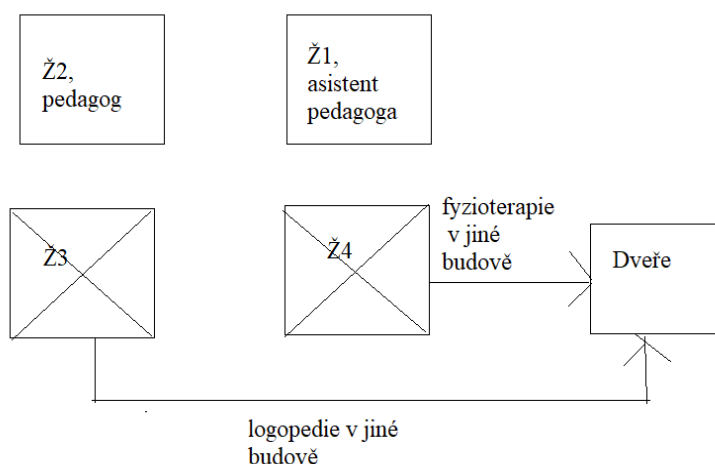 Ž2,
pedagog
Ž1,
asistent
pedagoga
Ž3
Ž4
fyzioterapie
v jiné
budově
Dveře
logopedie v jiné
budově